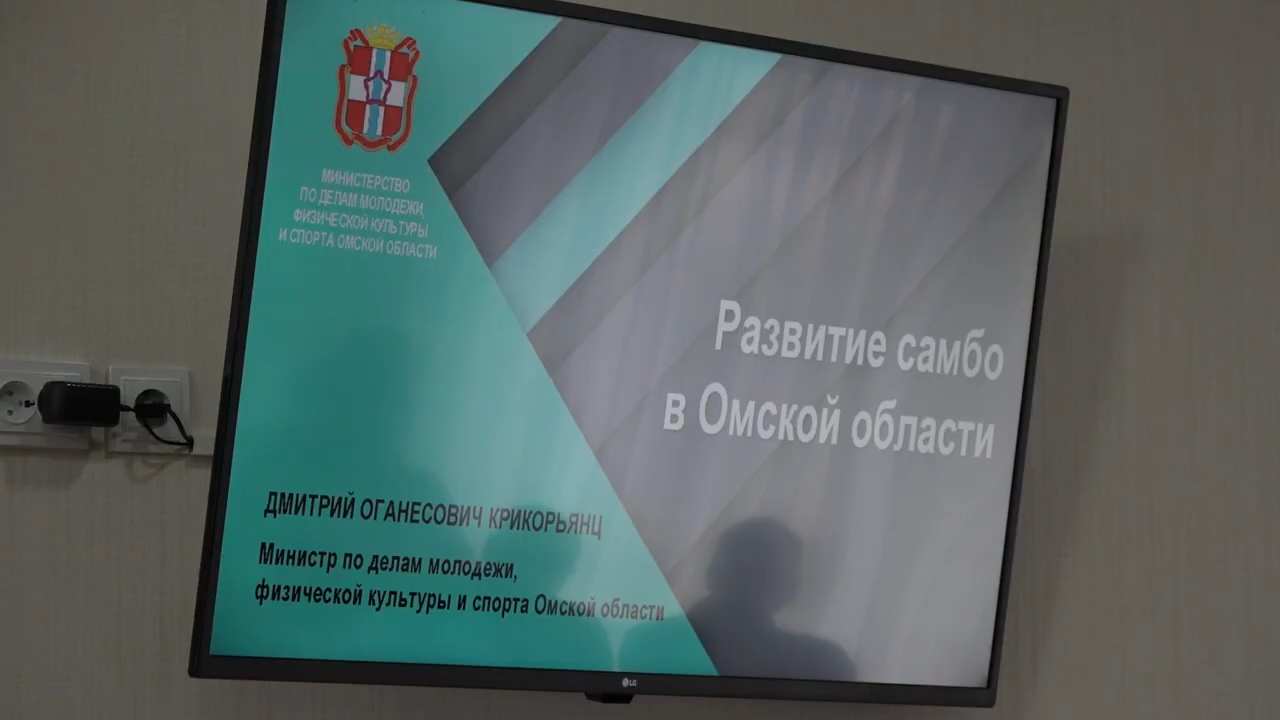 МИНИСТЕРСТВО
ПО ДЕЛАМ МОЛОДЕЖИ,
ФИЗИЧЕСКОЙ КУЛЬТУРЫ
И СПОРТА ОМСКОЙ ОБЛАСТИ
Развитие самбо
в Омской области
ДМИТРИЙ ОГАНЕСОВИЧ КРИКОРЬЯНЦ
Министр по делам молодежи,
физической культуры и спорта Омской области
LG